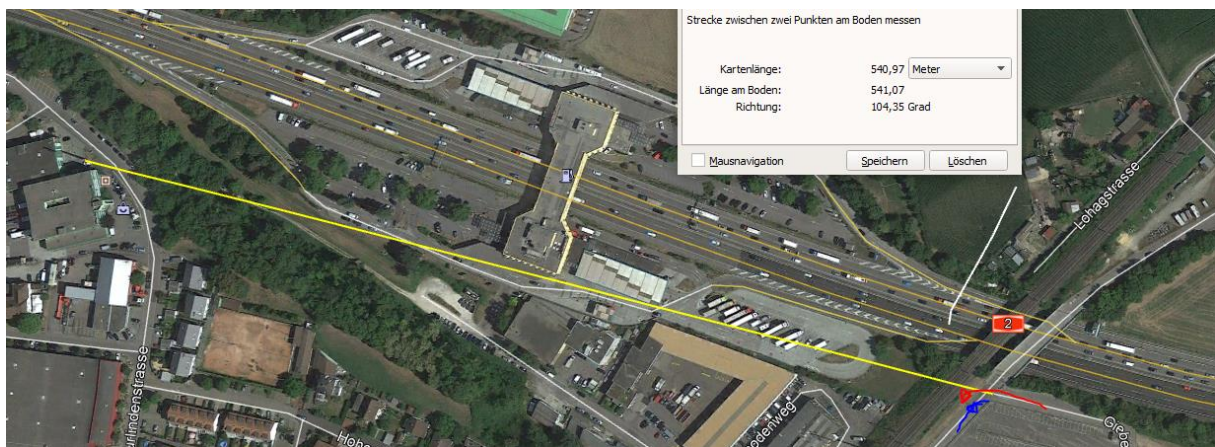 Strecke zwischen zwei Punkten am Boden messen
Kartenlänge: 540,97 Meter
Länge am Boden: 541,07
Richtung: 104,35 Grad
Mausnavigation Speichern Löschen
Lohagstrasse
2